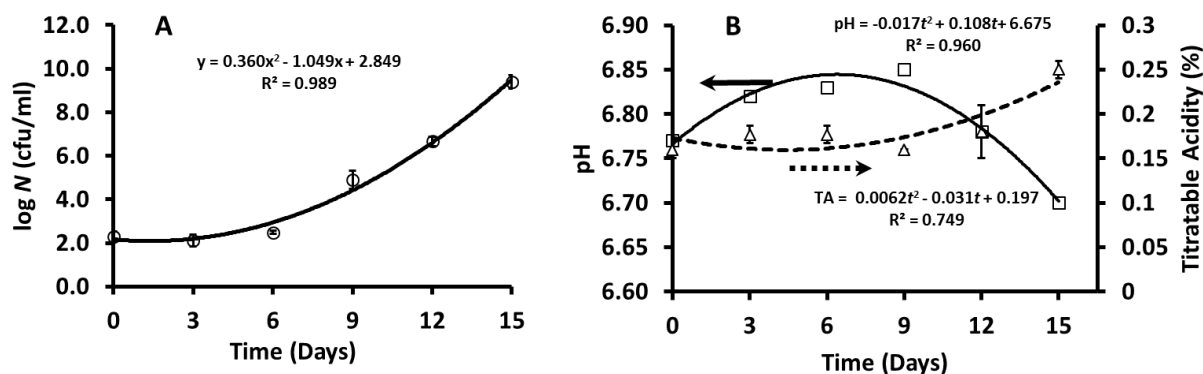 A
y = 0.360x² - 1.049x + 2.849
R² = 0.989
log N (cfu/ml)
12.0
10.0
8.0
6.0
4.0
2.0
0.0
0 3 6 9 12 15
Time (Days)
B
pH = -0.017t² + 0.108t+ 6.675
R² = 0.960
pH
6.90
6.85
6.80
6.75
6.70
6.65
6.60
TA = 0.0062t² - 0.031t + 0.197
R² = 0.749
0.3
0.25
0.2
0.15
0.1
0.05
0
Titratable Acidity (%)
0 3 6 9 12 15
Time (Days)